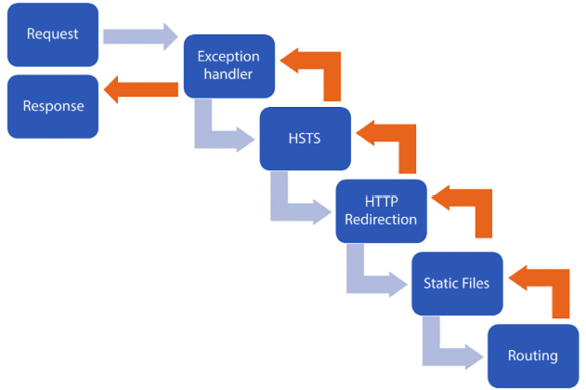 Request
Response
Exception
handler
HSTS
HTTP
Redirection
Static Files
Routing